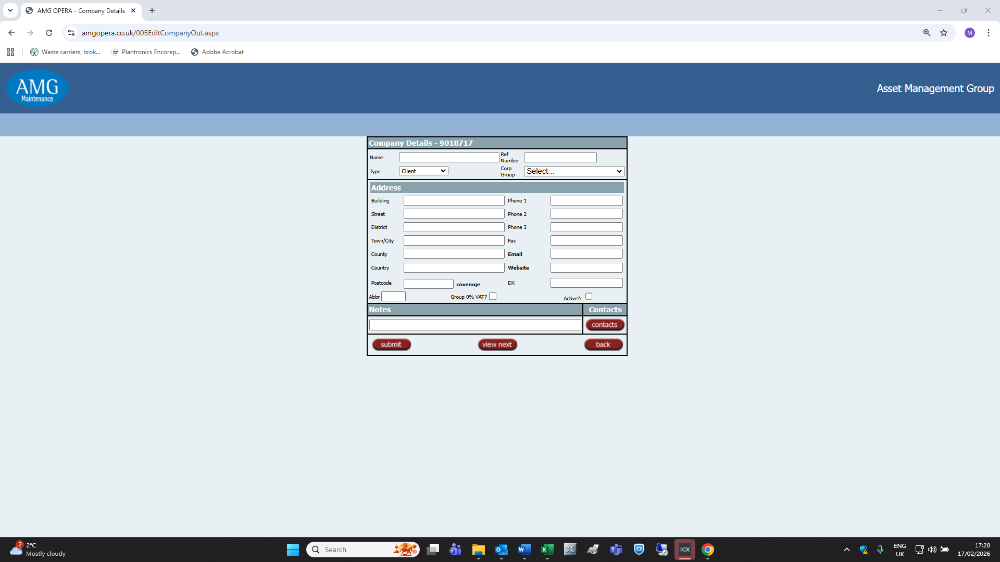 AMG OPERA - Company Details
amgopera.co.uk/005EditCompanyOut.aspx
M
Waste carriers, brok...
Plantronics Encorep...
Adobe Acrobat
AMG
Maintenance
Asset Management Group
Company Details - 9018717
Name
Ref Number
Type
Client
Corp Group
Select...
Address
Building
Phone 1
Street
Phone 2
District
Phone 3
Town/City
Fax
County
Email
Country
Website
Postcode
coverage
DX
Abbr
Group 0% VAT?
Active?:
Notes
Contacts
contacts
submit
view next
back
2
2°C
Mostly cloudy
Search
3CX
ENG
UK
17:20
17/02/2026